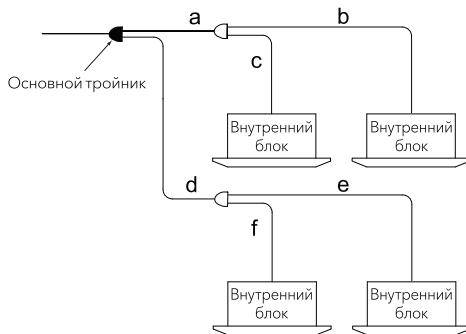 a
b
Основной тройник
c
Внутренний
блок
Внутренний
блок
d
e
f
Внутренний
блок
Внутренний
блок